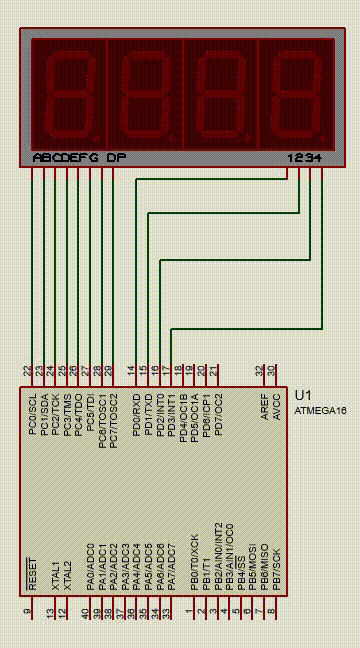 ABCDEFG DP 1234
22 23 24 25 26 27 28 29 14 15 16 17 18 19 20 21 32 30
PC0/SCL PC1/SDA PC2/TCK PC3/TMS PC4/TDO PC5/TDI PC6/TOSC1 PC7/TOSC2 PD0/RXD PD1/TXD PD2/INT0 PD3/INT1 PD4/OC1B PD5/OC1A PD6/ICP1 PD7/OC2 AREF AVCC
U1
ATMEGA16
RESET XTAL1 XTAL2 PA0/ADC0 PA1/ADC1 PA2/ADC2 PA3/ADC3 PA4/ADC4 PA5/ADC5 PA6/ADC6 PA7/ADC7 PB0/T0/XCK PB1/T1 PB2/AIN0/INT2 PB3/AIN1/OC0 PB4/SS PB5/MOSI PB6/MISO PB7/SCK
9 13 12 40 39 38 37 36 35 34 33 1 2 3 4 5 6 7 8